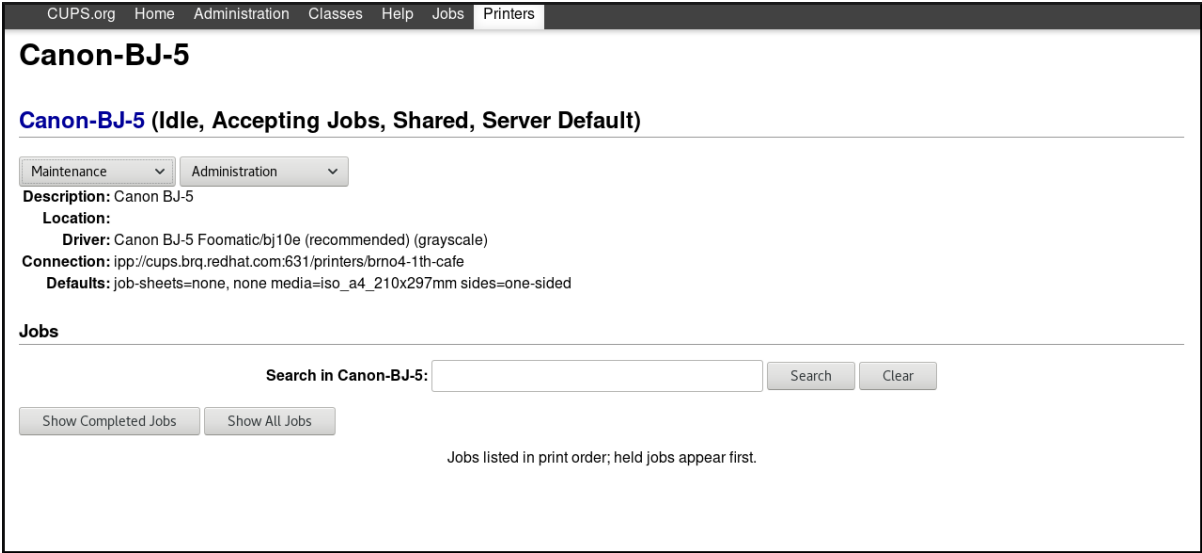 CUPS.org Home Administration Classes Help Jobs Printers
Canon-BJ-5
Canon-BJ-5 (Idle, Accepting Jobs, Shared, Server Default)
Maintenance Administration
Description: Canon BJ-5
Location:
Driver: Canon BJ-5 Foomatic/bj10e (recommended) (grayscale)
Connection: ipp://cups.brq.redhat.com:631/printers/brno4-1th-cafe
Defaults: job-sheets=none, none media=iso_a4_210x297mm sides=one-sided
Jobs
Search in Canon-BJ-5: Search Clear
Show Completed Jobs Show All Jobs
Jobs listed in print order; held jobs appear first.